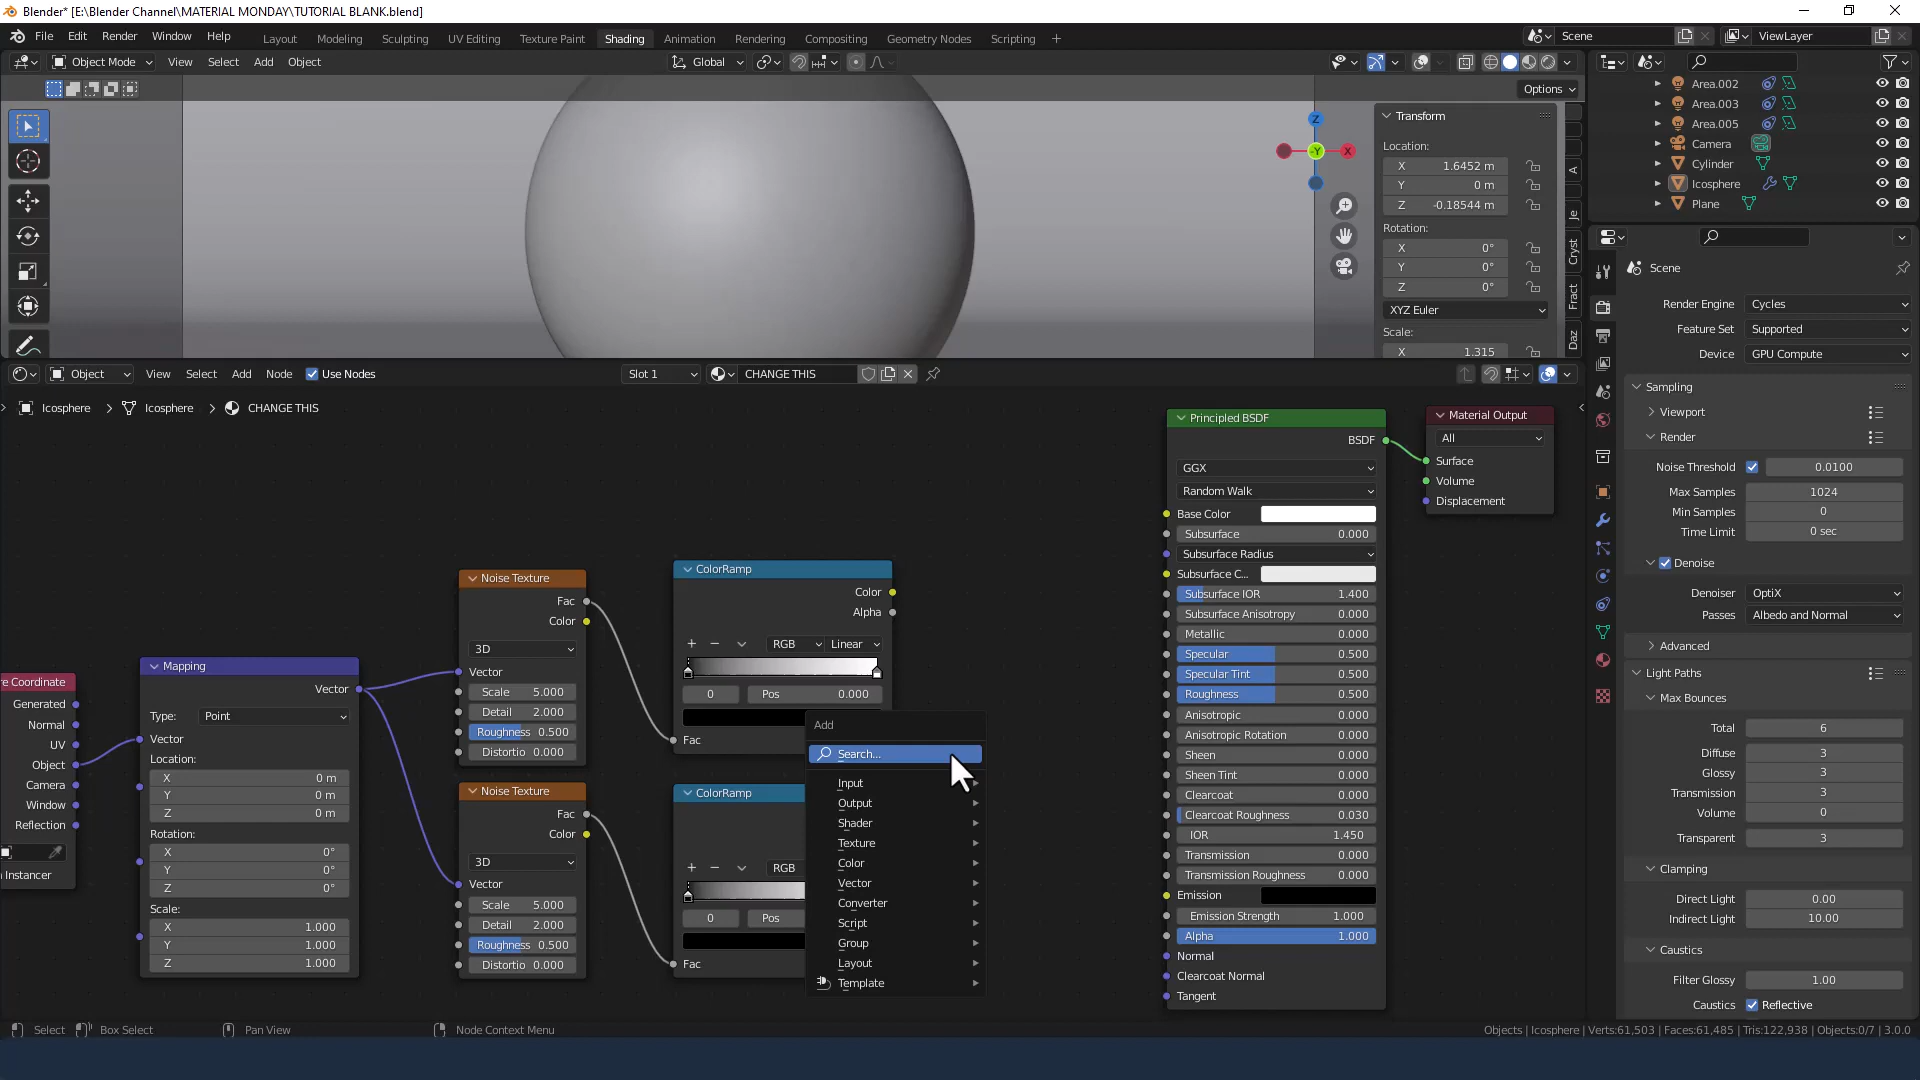 Blender* [E:\Blender Channel\MATERIAL MONDAY\TUTORIAL BLANK.blend]
File Edit Render Window Help
Layout Modeling Sculpting UV Editing Texture Paint Shading Animation Rendering Compositing Geometry Nodes Scripting +
Scene
ViewLayer
Object Mode View Select Add Object
Global
Options
Z
-Y
X
Transform
Location:
X 1.6452 m
Y 0 m
Z -0.18544 m
Rotation:
X 0°
Y 0°
Z 0°
XYZ Euler
Scale:
X 1.315
A
Je
Cryst
Fract
Daz
Area.002
Area.003
Area.005
Camera
Cylinder
Icosphere
Plane
Object View Select Add Node Use Nodes
Slot 1
CHANGE THIS
Icosphere > Icosphere > CHANGE THIS
re Coordinate
Generated
Normal
UV
Object
Camera
Window
Reflection
n Instancer
Mapping
Vector
Type: Point
Vector
Location:
X 0 m
Y 0 m
Z 0 m
Rotation:
X 0°
Y 0°
Z 0°
Scale:
X 1.000
Y 1.000
Z 1.000
Noise Texture
Fac
Color
3D
Vector
Scale 5.000
Detail 2.000
Roughness 0.500
Distortio 0.000
Noise Texture
Fac
Color
3D
Vector
Scale 5.000
Detail 2.000
Roughness 0.500
Distortio 0.000
ColorRamp
Color
Alpha
+ − RGB Linear
0 Pos 0.000
Fac
ColorRamp
+ − RGB
0 Pos
Fac
Add
Search...
Input
Output
Shader
Texture
Color
Vector
Converter
Script
Group
Layout
Template
Principled BSDF
BSDF
GGX
Random Walk
Base Color
Subsurface 0.000
Subsurface Radius
Subsurface C...
Subsurface IOR 1.400
Subsurface Anisotropy 0.000
Metallic 0.000
Specular 0.500
Specular Tint 0.500
Roughness 0.500
Anisotropic 0.000
Anisotropic Rotation 0.000
Sheen 0.000
Sheen Tint 0.000
Clearcoat 0.000
Clearcoat Roughness 0.030
IOR 1.450
Transmission 0.000
Transmission Roughness 0.000
Emission
Emission Strength 1.000
Alpha 1.000
Normal
Clearcoat Normal
Tangent
Material Output
All
Surface
Volume
Displacement
Scene
Render Engine Cycles
Feature Set Supported
Device GPU Compute
Sampling
Viewport
Render
Noise Threshold 0.0100
Max Samples 1024
Min Samples 0
Time Limit 0 sec
Denoise
Denoiser OptiX
Passes Albedo and Normal
Advanced
Light Paths
Max Bounces
Total 6
Diffuse 3
Glossy 3
Transmission 3
Volume 0
Transparent 3
Clamping
Direct Light 0.00
Indirect Light 10.00
Caustics
Filter Glossy 1.00
Caustics Reflective
Select Box Select Pan View Node Context Menu
Objects | Icosphere | Verts:61,503 | Faces:61,485 | Tris:122,938 | Objects:0/7 | 3.0.0